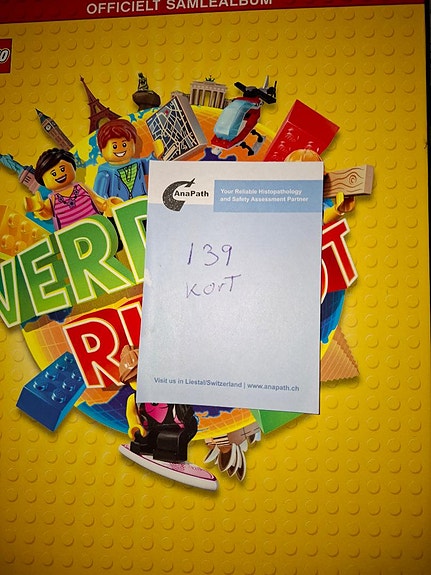 OFFICIELT SAMLEALBUM
AnaPath
Your Reliable Histopathology
and Safety Assessment Partner
139
Kort
Visit us in Liestal/Switzerland | www.anapath.ch